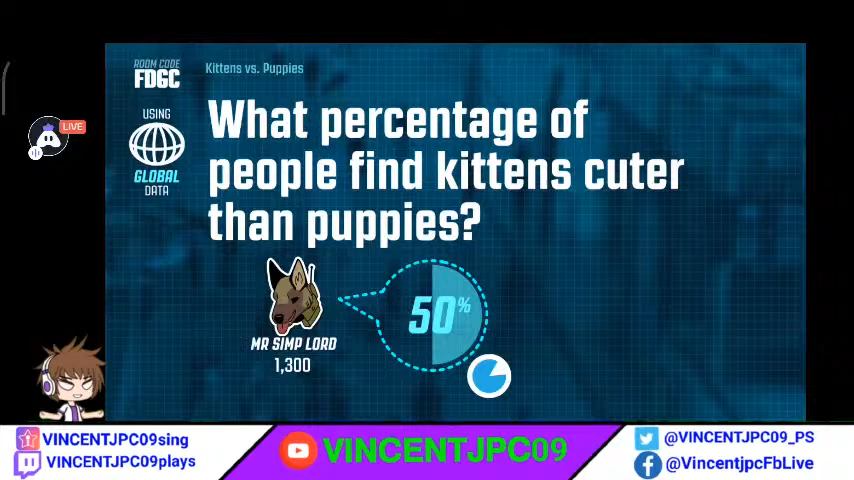 ROOM CODE
FDGC
Kittens vs. Puppies
USING
GLOBAL
DATA
LIVE
What percentage of
people find kittens cuter
than puppies?
50%
MR SIMP LORD
1,300
VINCENTJPC09sing
VINCENTJPC09plays
VINCENTJPC09
@VINCENTJPC09_PS
@VincentjpcFbLive